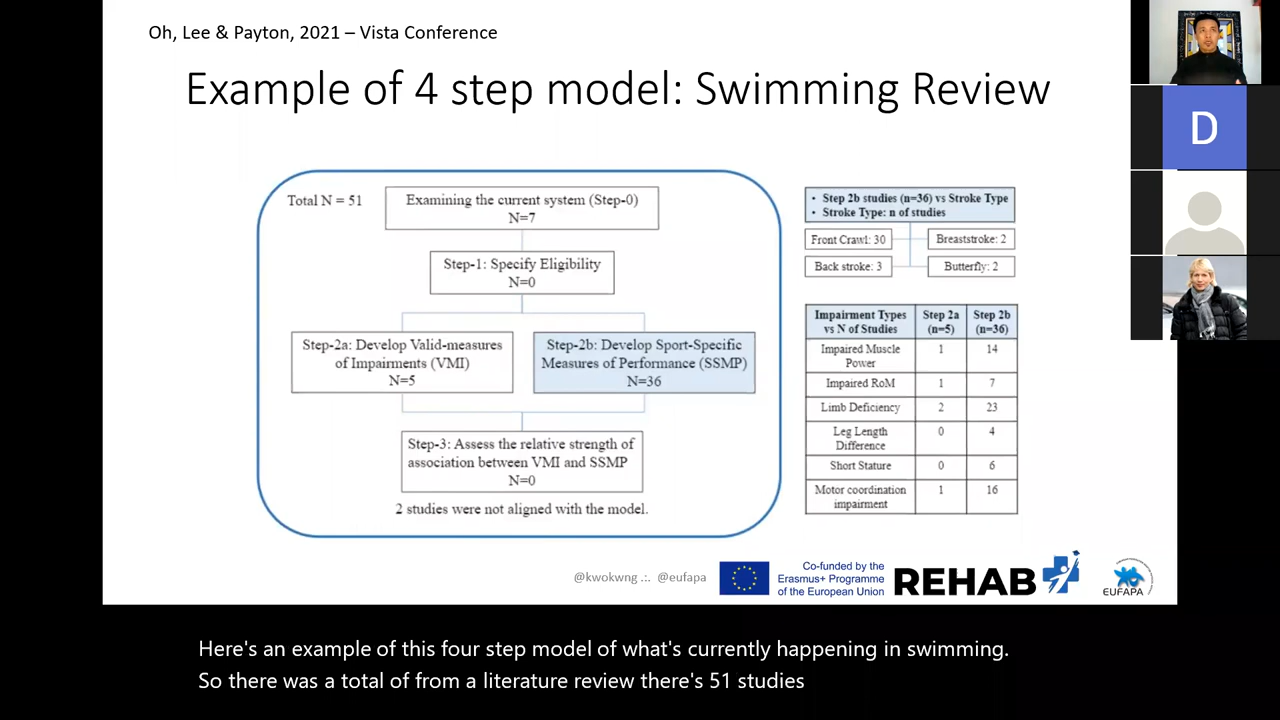 Oh, Lee & Payton, 2021 – Vista Conference
Example of 4 step model: Swimming Review
Total N = 51
Examining the current system (Step-0)
N=7
Step-1: Specify Eligibility
N=0
Step-2a: Develop Valid-measures
of Impairments (VMI)
N=5
Step-2b: Develop Sport-Specific
Measures of Performance (SSMP)
N=36
Step-3: Assess the relative strength of
association between VMI and SSMP
N=0
2 studies were not aligned with the model.
• Step 2b studies (n=36) vs Stroke Type
• Stroke Type: n of studies
Front Crawl: 30
Breaststroke: 2
Back stroke: 3
Butterfly: 2
Impairment Types
vs N of Studies
Step 2a
(n=5)
Step 2b
(n=36)
Impaired Muscle
Power
1
14
Impaired RoM
1
7
Limb Deficiency
2
23
Leg Length
Difference
0
4
Short Stature
0
6
Motor coordination
impairment
1
16
@kwokwng .:. @eufapa
Co-funded by the
Erasmus+ Programme
of the European Union
REHAB
EUFAPA
D
Here's an example of this four step model of what's currently happening in swimming.
So there was a total of from a literature review there's 51 studies